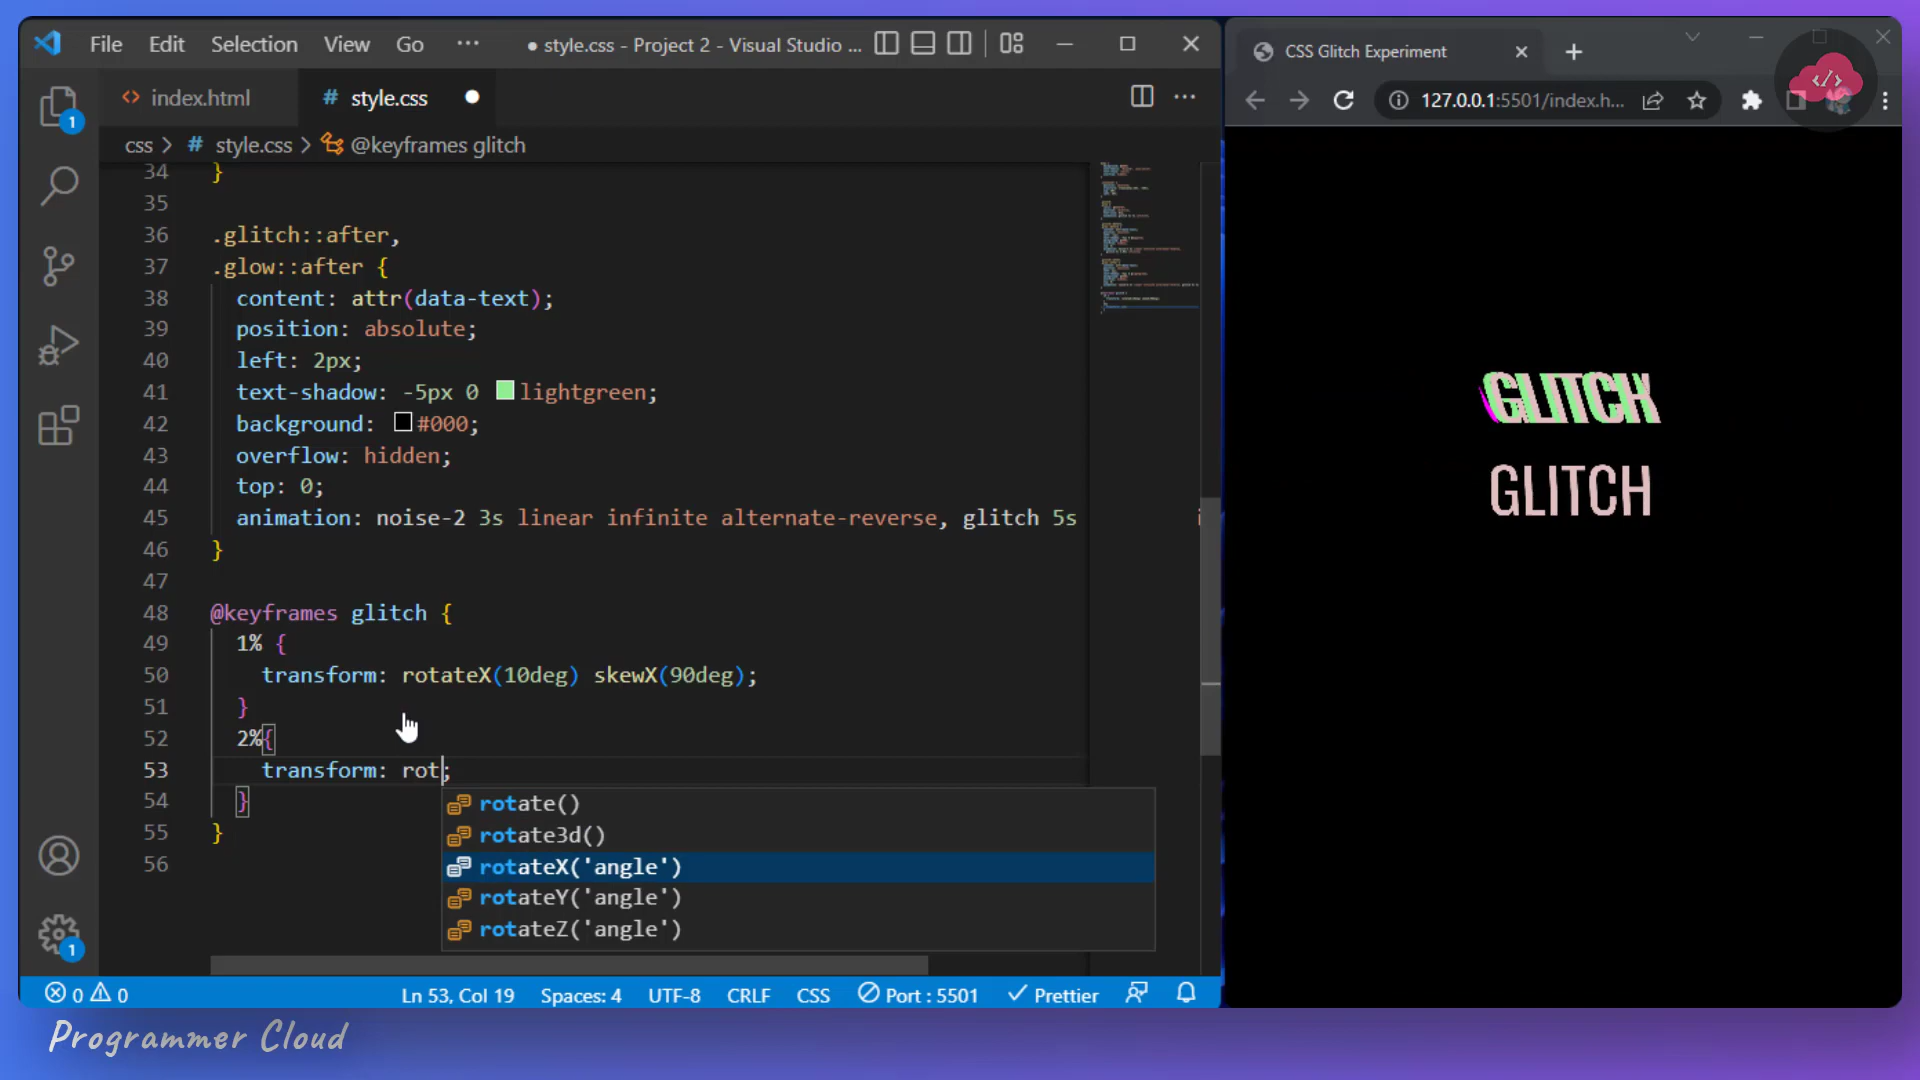 File Edit Selection View Go ··· ● style.css - Project 2 - Visual Studio ...
index.html
# style.css ●
css > # style.css > @keyframes glitch
34 }
35
36 .glitch::after,
37 .glow::after {
38 content: attr(data-text);
39 position: absolute;
40 left: 2px;
41 text-shadow: -5px 0 lightgreen;
42 background: #000;
43 overflow: hidden;
44 top: 0;
45 animation: noise-2 3s linear infinite alternate-reverse, glitch 5s i
46 }
47
48 @keyframes glitch {
49 1% {
50 transform: rotateX(10deg) skewX(90deg);
51 }
52 2%{
53 transform: rot;
54 }
55 }
56
rotate()
rotate3d()
rotateX('angle')
rotateY('angle')
rotateZ('angle')
1
1
0 0 Ln 53, Col 19 Spaces: 4 UTF-8 CRLF CSS Port : 5501 Prettier
CSS Glitch Experiment
127.0.0.1:5501/index.h...
</>
GLITCH
GLITCH
Programmer Cloud